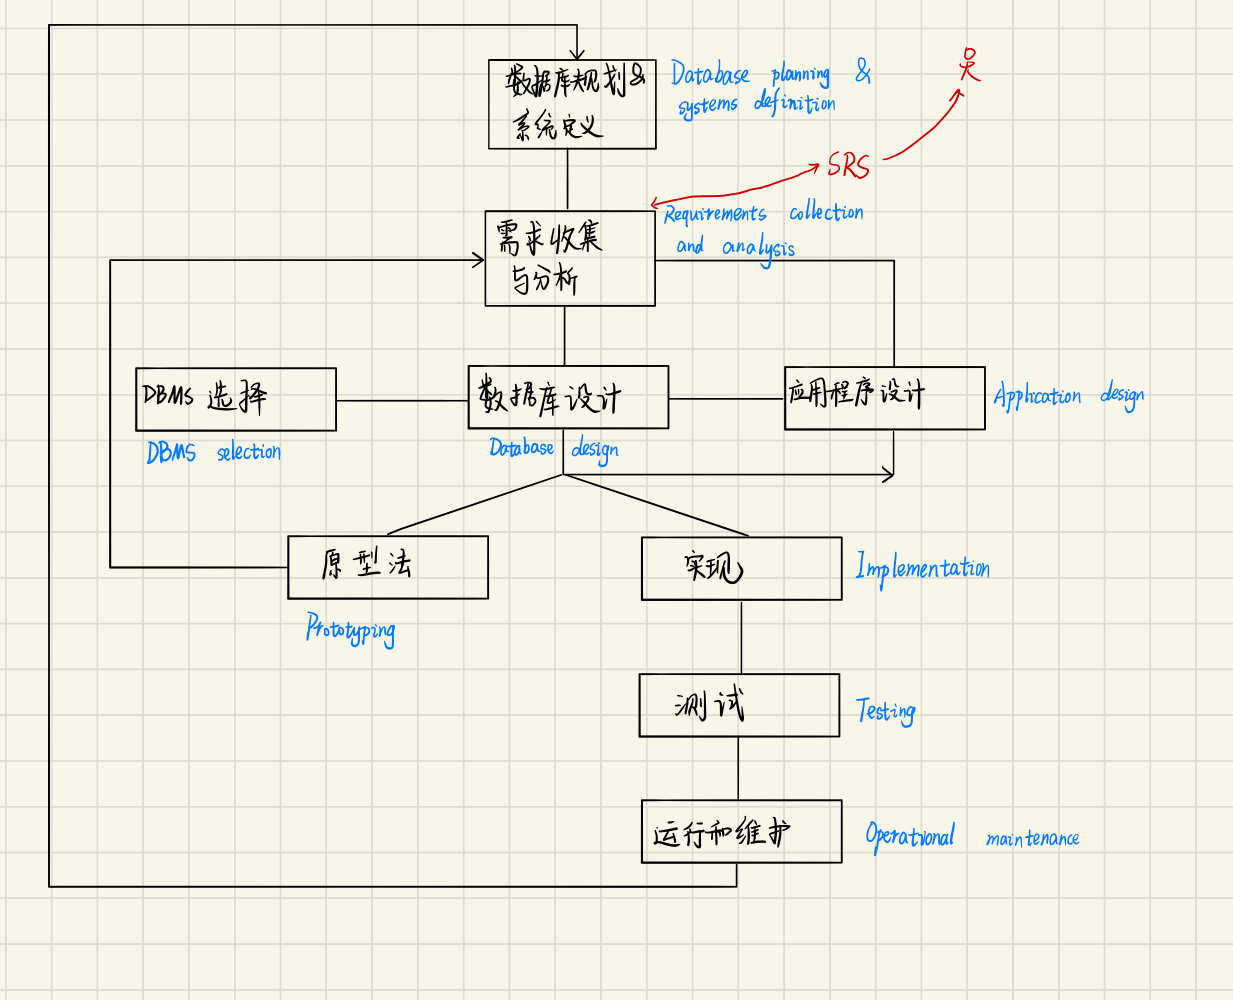 数据库规划&
系统定义
Database planning &
systems definition
SRS
需求收集
与分析
Requirements collection
and analysis
DBMS 选择
DBMS selection
数据库设计
Database design
应用程序设计
Application design
原型法
Prototyping
实现
Implementation
测试
Testing
运行和维护
Operational maintenance